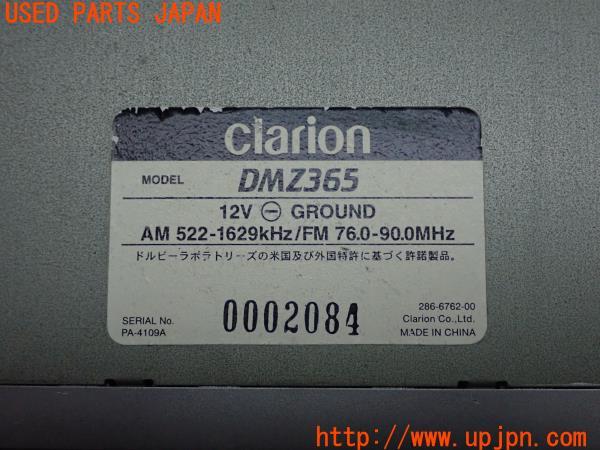 USED PARTS JAPAN
clarion
MODEL DMZ365
12V ⊖ GROUND
AM 522-1629kHz/FM 76.0-90.0MHz
ドルビーラボラトリーズの米国及び外国特許に基づく許諾製品。
SERIAL No.
PA-4109A
0002084
286-6762-00
Clarion Co.,Ltd.
MADE IN CHINA
http://www.upjpn.com/